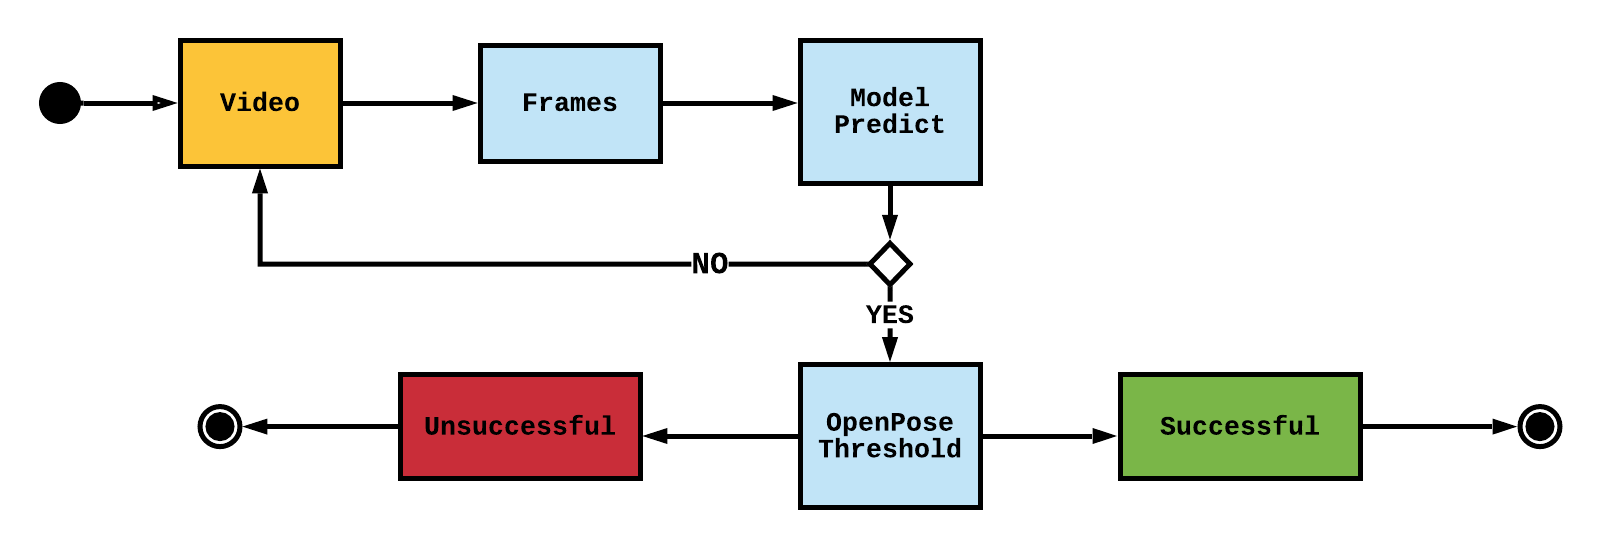 Video
Frames
Model
Predict
NO
YES
Unsuccessful
OpenPose
Threshold
Successful